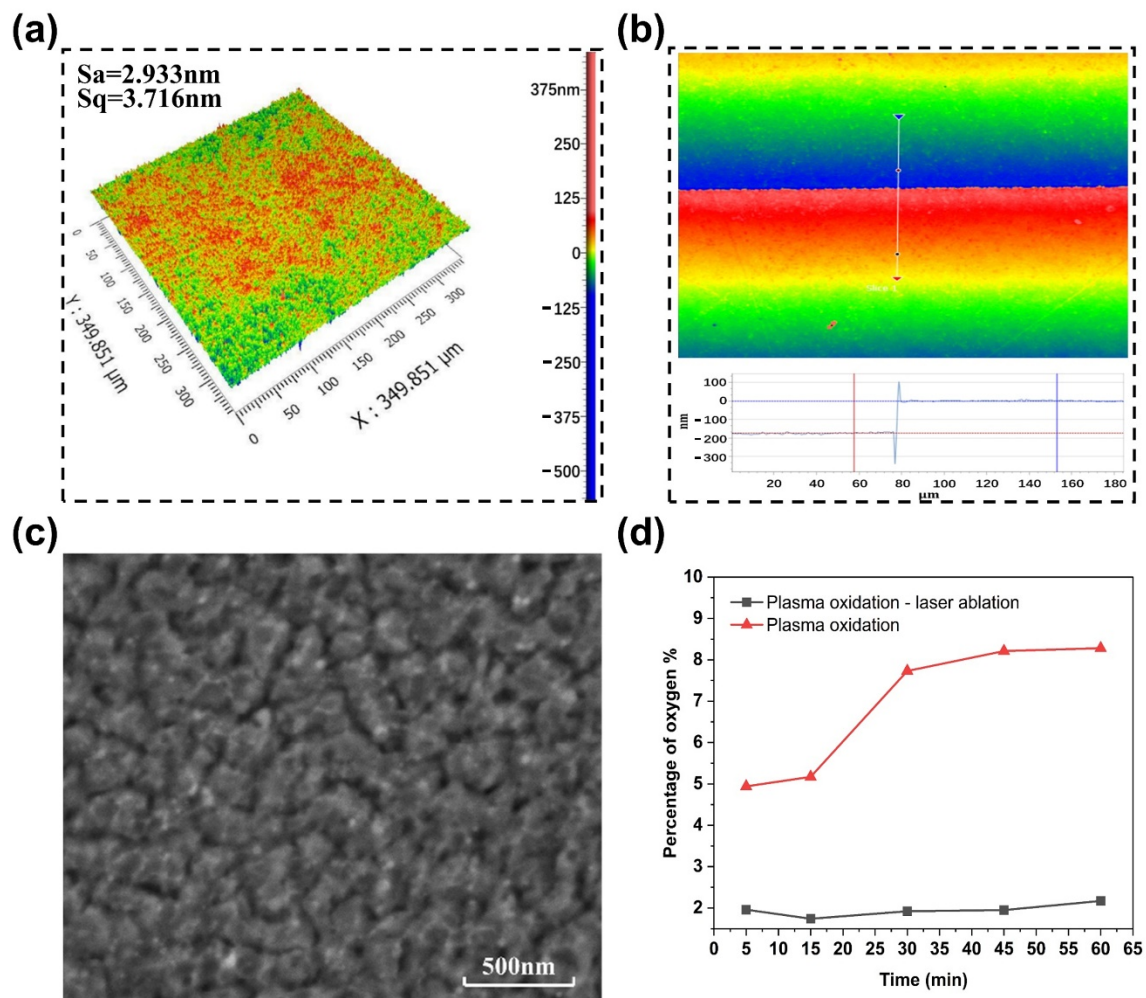 (a)
Sa=2.933nm
Sq=3.716nm
375nm
250
125
0
−125
−250
−375
−500
0
50
100
150
200
250
300
Y : 349.851 µm
0
50
100
150
200
250
300
X : 349.851 µm
(b)
100
0
−100
−200
−300
nm
20 40 60 80 100 120 140 160 180
µm
(c)
500nm
(d)
Plasma oxidation - laser ablation
Plasma oxidation
10
9
8
7
6
5
4
3
2
Percentage of oxygen %
0 5 10 15 20 25 30 35 40 45 50 55 60 65
Time (min)